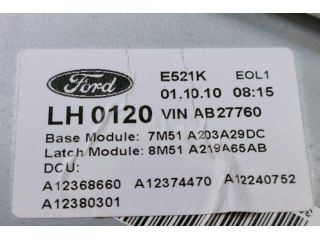 Ford
E521K EOL1
01.10.10 08:15
LH 0120 VIN AB27760
Base Module: 7M51 A203A29DC
Latch Module: 8M51 A219A65AB
DCU:
A12368660 A12374470 A12240752
A12380301